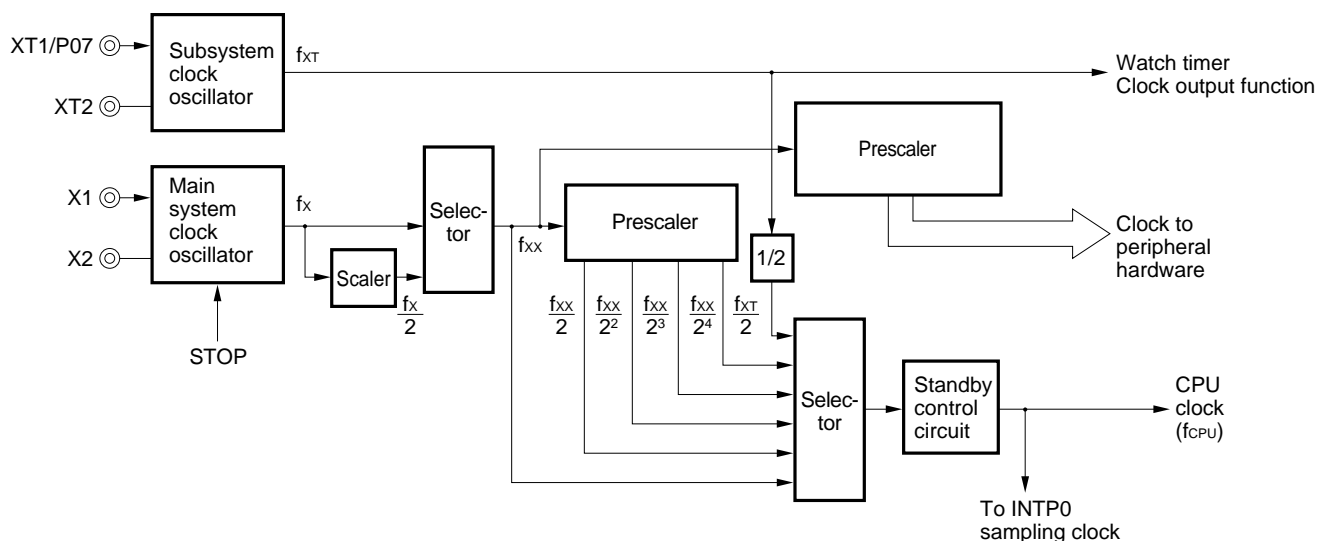 XT1/P07
XT2
Subsystem
clock
oscillator
fXT
Watch timer
Clock output function
X1
X2
Main
system
clock
oscillator
STOP
fX
Scaler
fX
2
Selec-
tor
fXX
Prescaler
Prescaler
Clock to
peripheral
hardware
1/2
fXX
2
fXX
2²
fXX
2³
fXX
2⁴
fXT
2
Selec-
tor
Standby
control
circuit
CPU
clock
(fCPU)
To INTP0
sampling clock